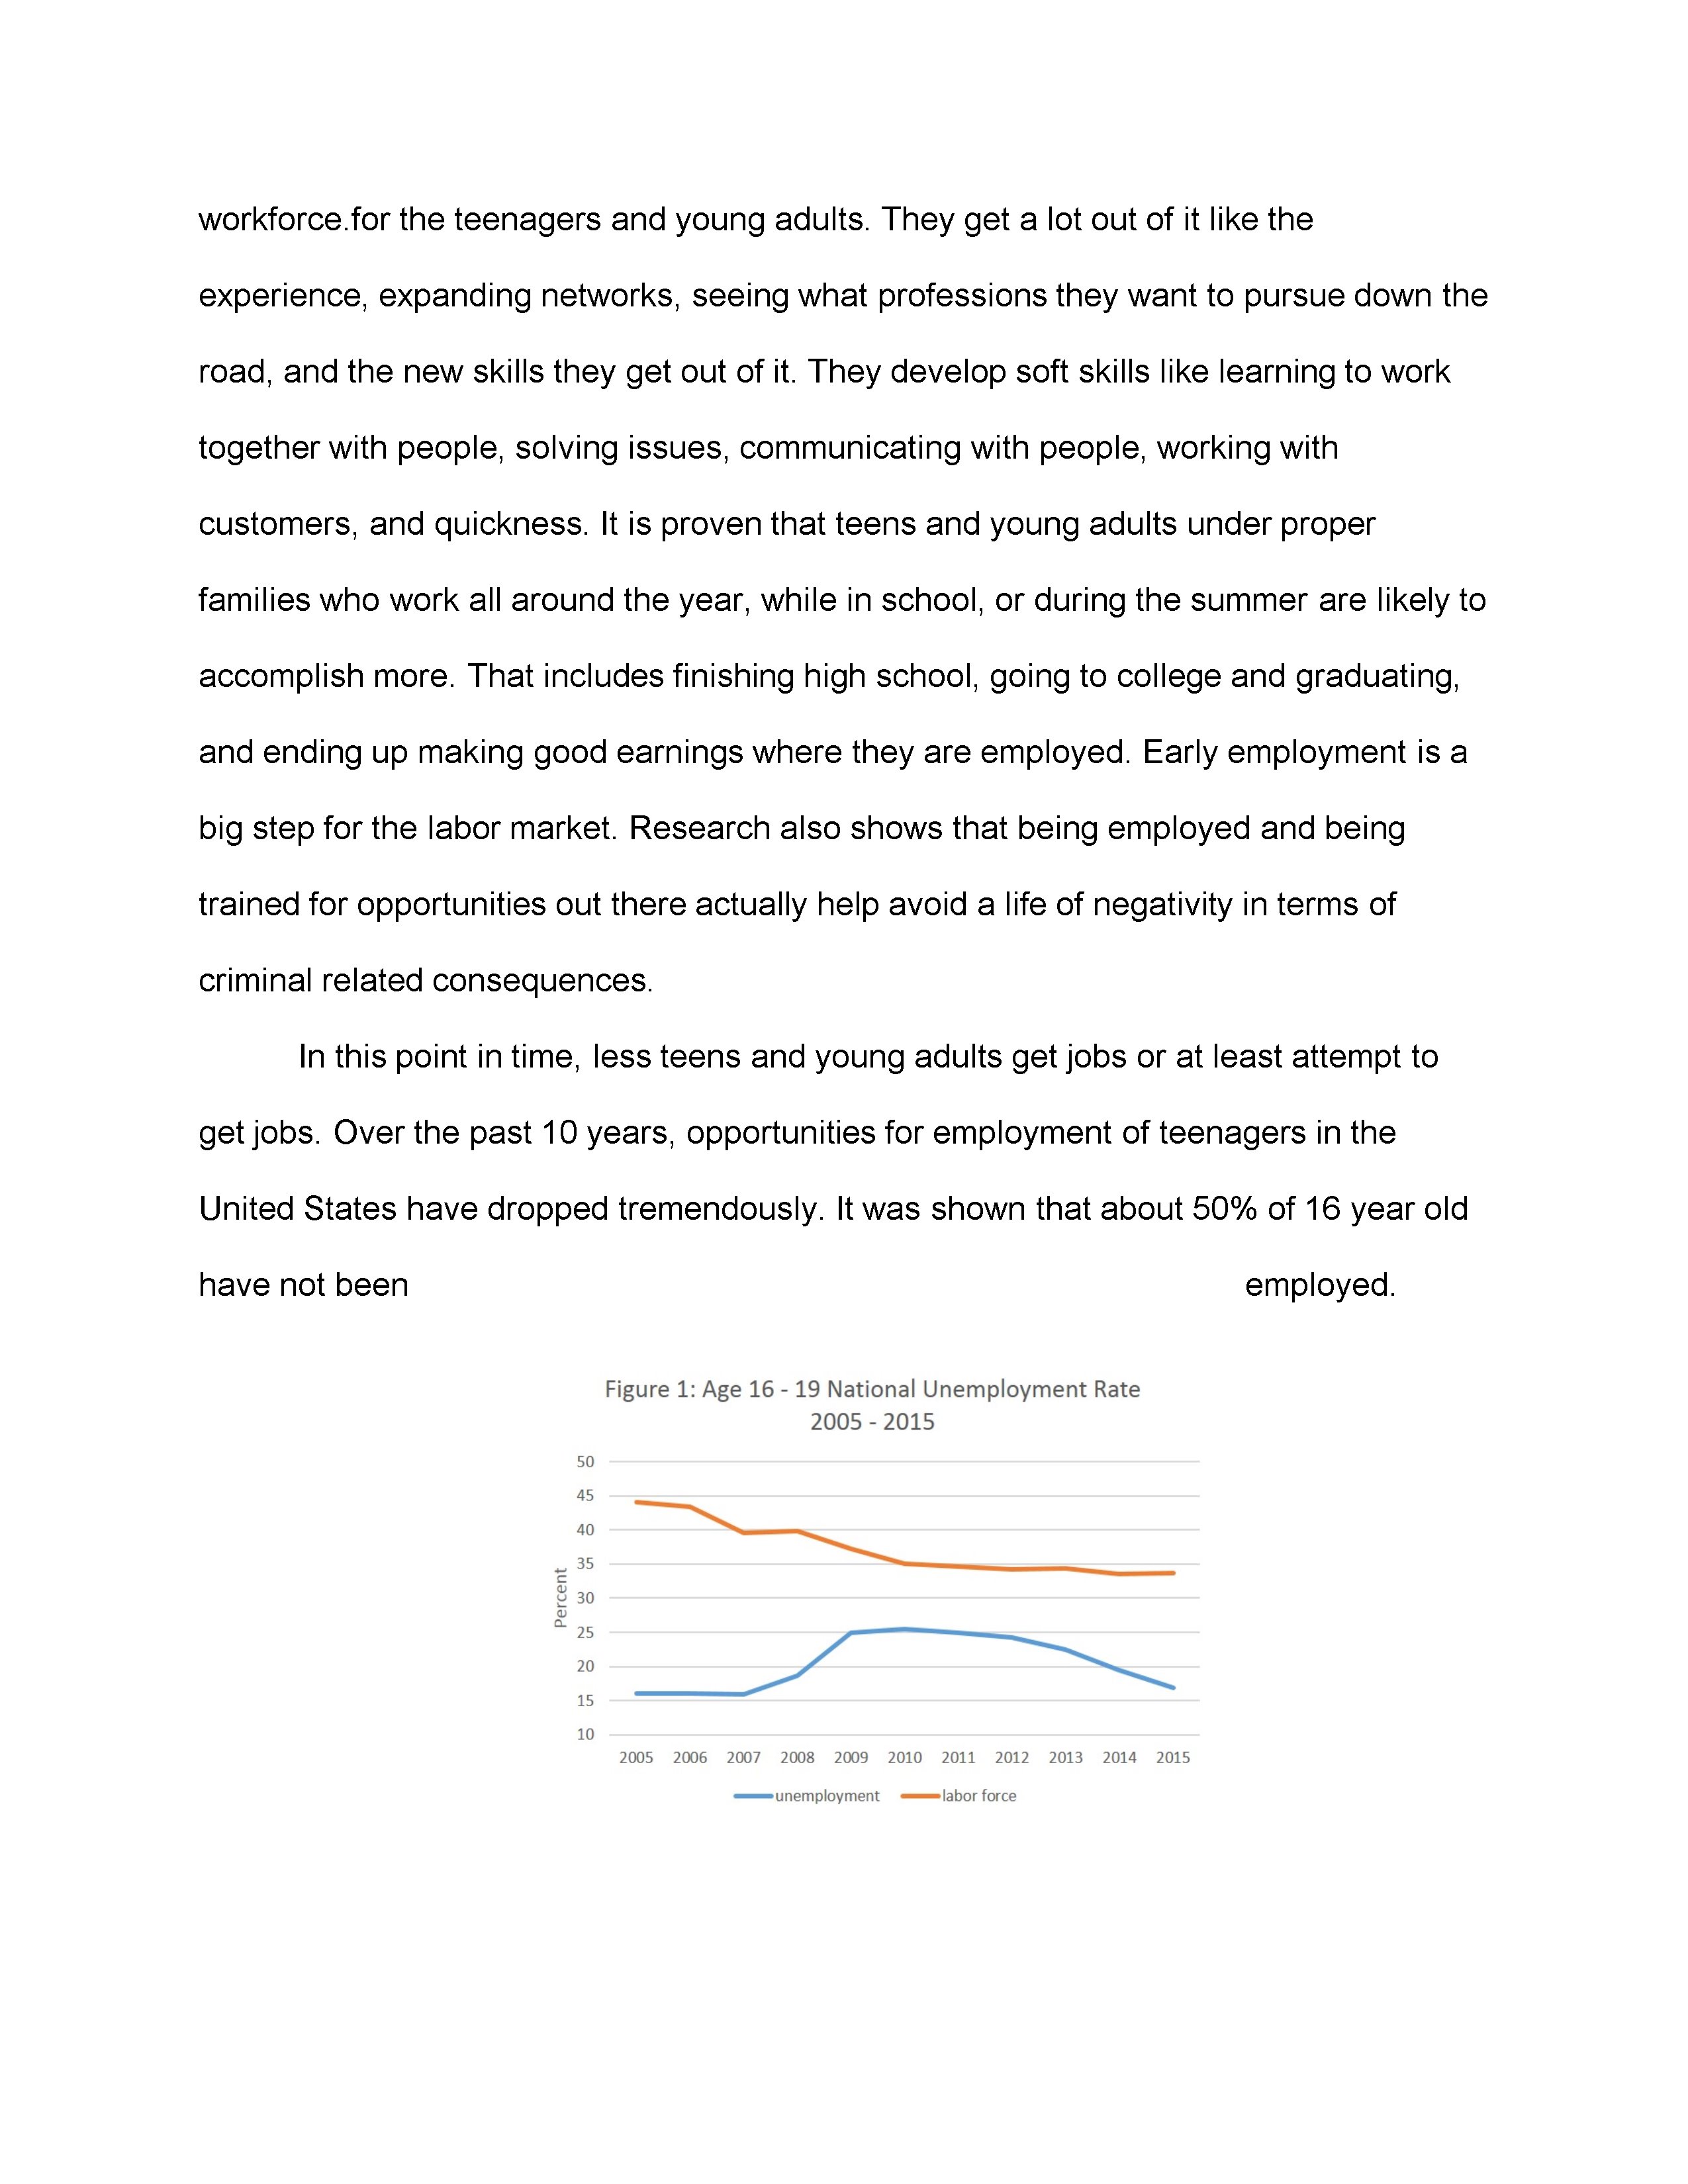 workforce.for the teenagers and young adults. They get a lot out of it like the
experience, expanding networks, seeing what professions they want to pursue down the
road, and the new skills they get out of it. They develop soft skills like learning to work
together with people, solving issues, communicating with people, working with
customers, and quickness. It is proven that teens and young adults under proper
families who work all around the year, while in school, or during the summer are likely to
accomplish more. That includes finishing high school, going to college and graduating,
and ending up making good earnings where they are employed. Early employment is a
big step for the labor market. Research also shows that being employed and being
trained for opportunities out there actually help avoid a life of negativity in terms of
criminal related consequences.
In this point in time, less teens and young adults get jobs or at least attempt to
get jobs. Over the past 10 years, opportunities for employment of teenagers in the
United States have dropped tremendously. It was shown that about 50% of 16 year old
have not been employed.
Figure 1: Age 16 - 19 National Unemployment Rate
2005 - 2015
Percent
50
45
40
35
30
25
20
15
10
2005 2006 2007 2008 2009 2010 2011 2012 2013 2014 2015
unemployment labor force